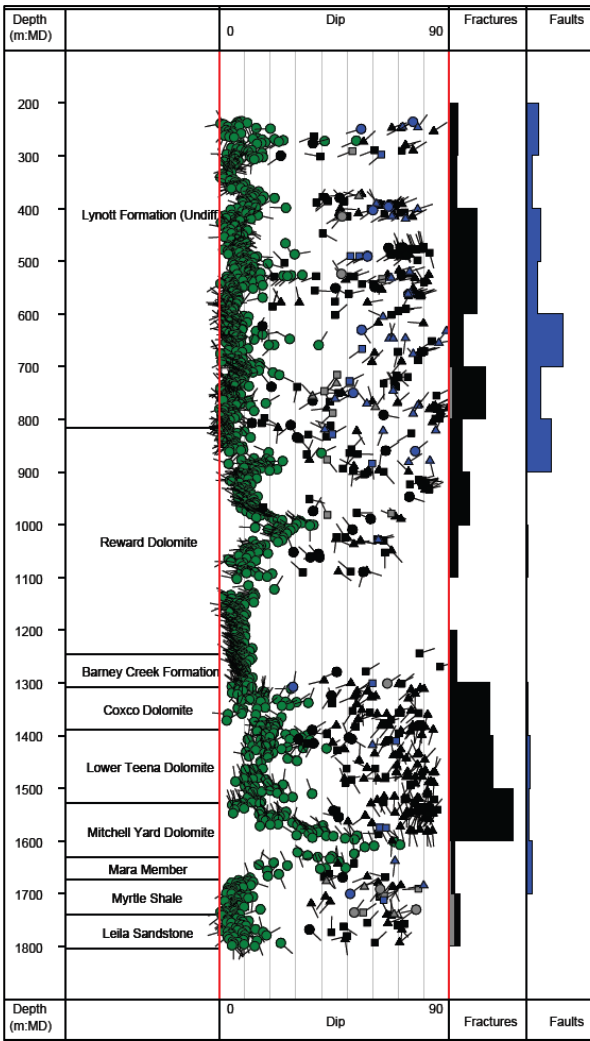 Depth
(m:MD)
0 Dip 90
Fractures
Faults
200
300
400
Lynott Formation (Undiff
500
600
700
800
900
1000
Reward Dolomite
1100
1200
Barney Creek Formation
1300
Coxco Dolomite
1400
Lower Teena Dolomite
1500
Mitchell Yard Dolomite
1600
Mara Member
1700
Myrtle Shale
Leila Sandstone
1800
Depth
(m:MD)
0 Dip 90
Fractures
Faults